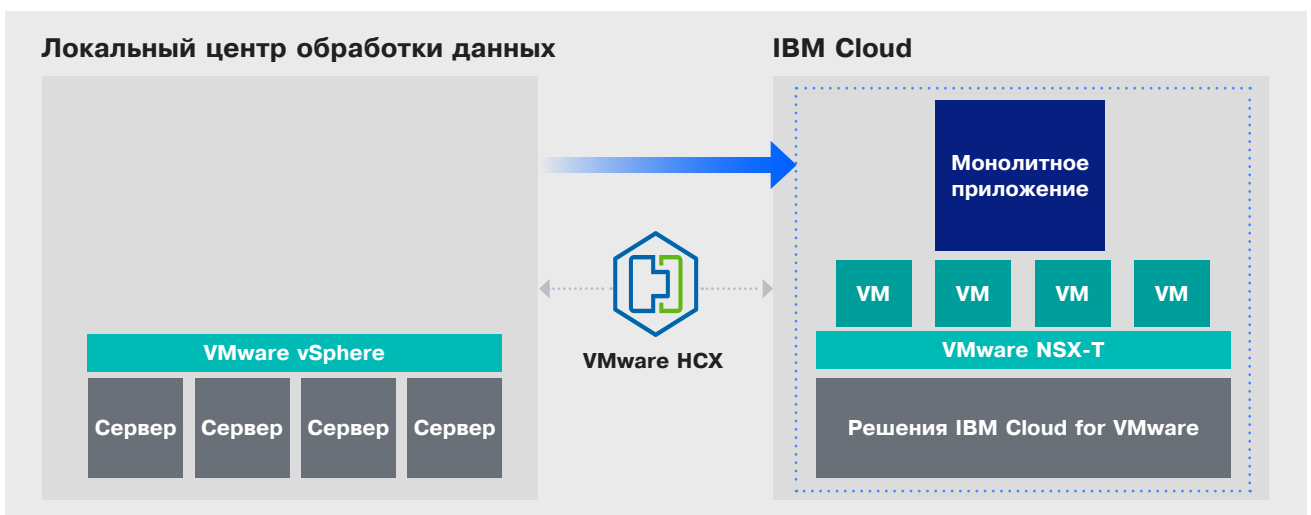 Локальный центр обработки данных
IBM Cloud
Монолитное
приложение
VM
VM
VM
VM
VMware HCX
VMware vSphere
VMware NSX-T
Сервер
Сервер
Сервер
Сервер
Решения IBM Cloud for VMware